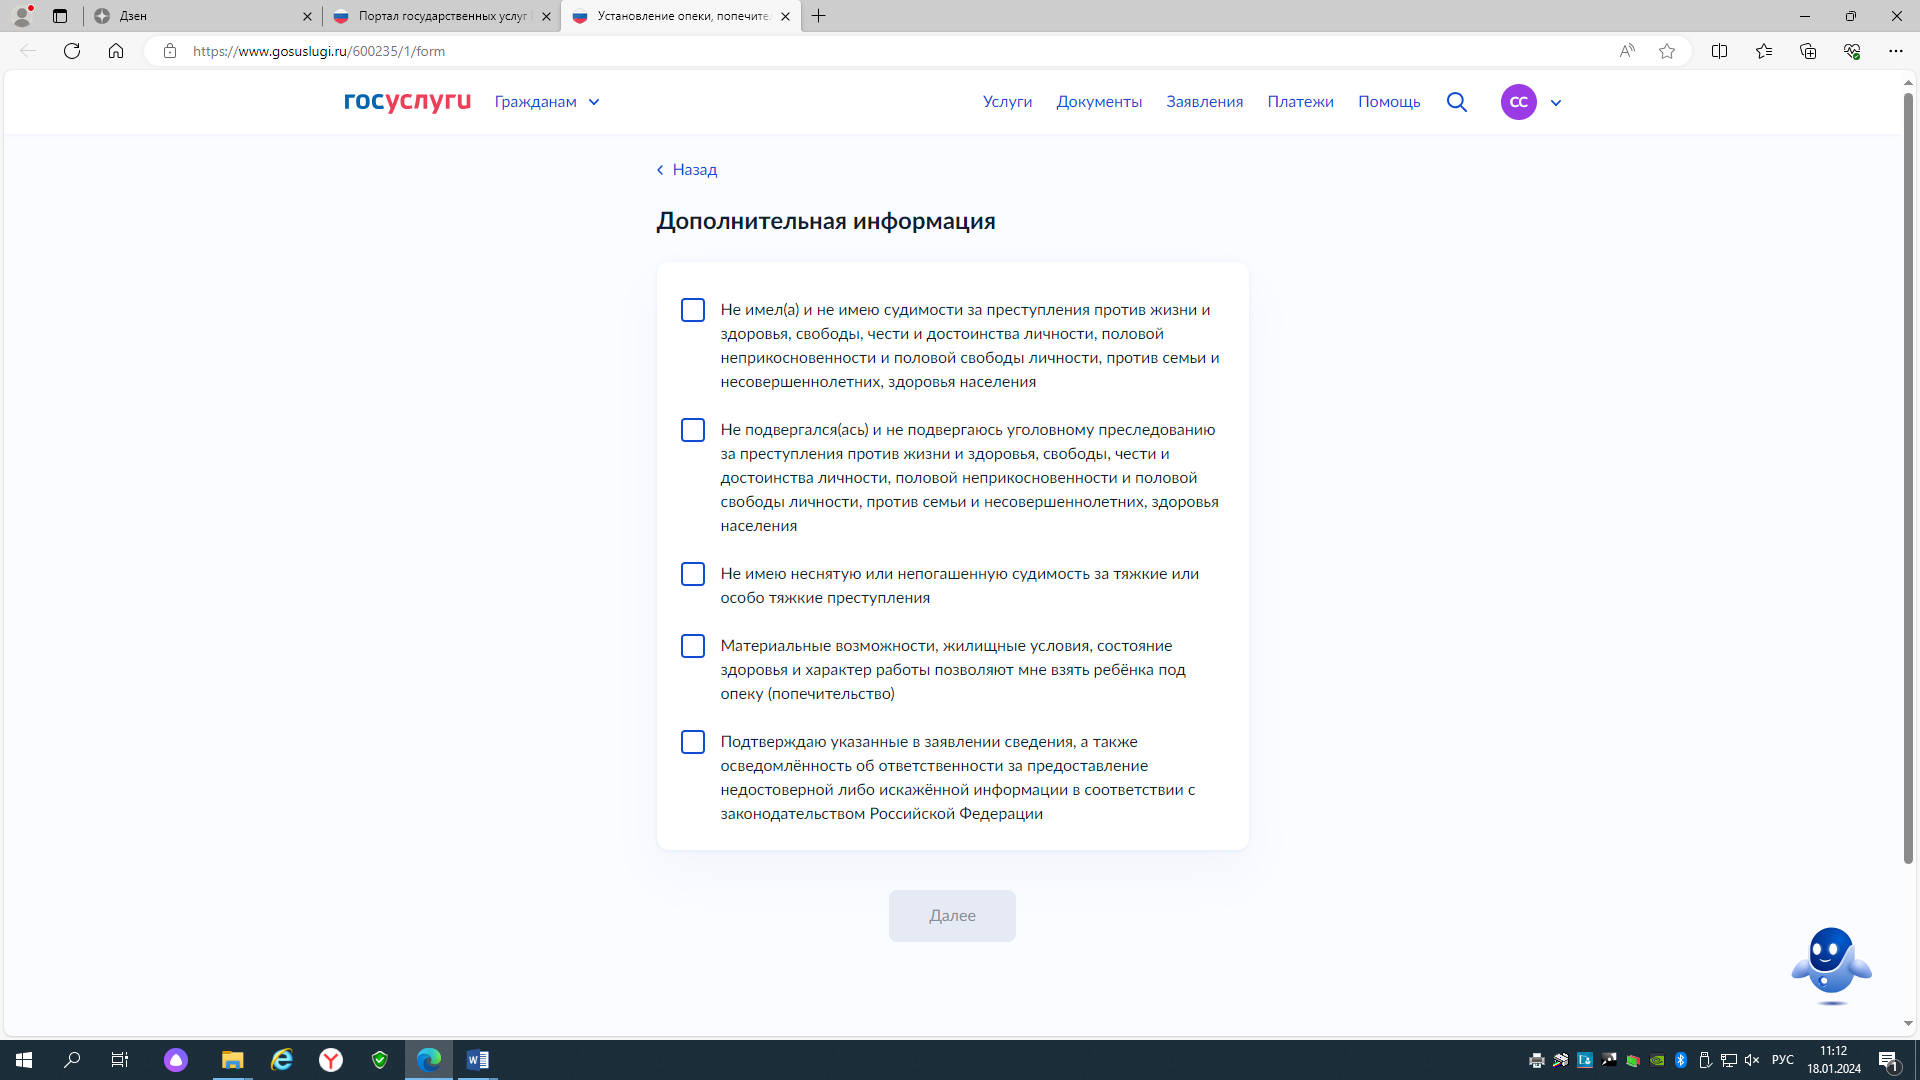 Дзен
Портал государственных услуг
Установление опеки, попечител
https://www.gosuslugi.ru/600235/1/form
госуслуги
Гражданам
Услуги
Документы
Заявления
Платежи
Помощь
СС
Назад
Дополнительная информация
Не имел(а) и не имею судимости за преступления против жизни и
здоровья, свободы, чести и достоинства личности, половой
неприкосновенности и половой свободы личности, против семьи и
несовершеннолетних, здоровья населения
Не подвергался(ась) и не подвергаюсь уголовному преследованию
за преступления против жизни и здоровья, свободы, чести и
достоинства личности, половой неприкосновенности и половой
свободы личности, против семьи и несовершеннолетних, здоровья
населения
Не имею неснятую или непогашенную судимость за тяжкие или
особо тяжкие преступления
Материальные возможности, жилищные условия, состояние
здоровья и характер работы позволяют мне взять ребёнка под
опеку (попечительство)
Подтверждаю указанные в заявлении сведения, а также
осведомлённость об ответственности за предоставление
недостоверной либо искажённой информации в соответствии с
законодательством Российской Федерации
Далее
РУС
11:12
18.01.2024
1